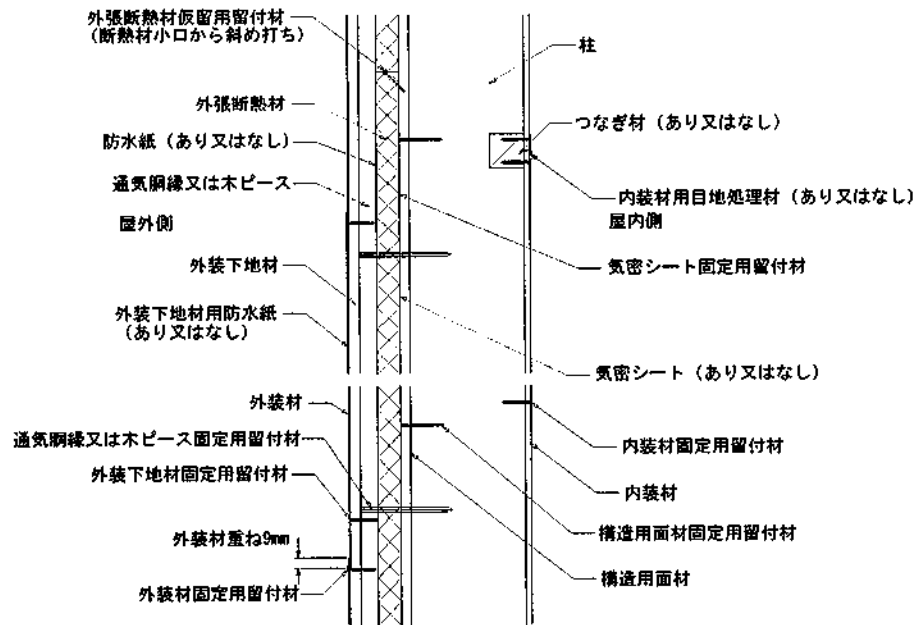 外張断熱材仮留用留付材
(断熱材小口から斜め打ち)
外張断熱材
防水紙 (あり又はなし)
通気胴縁又は木ピース
屋外側
外装下地材
外装下地材用防水紙
(あり又はなし)
外装材
通気胴縁又は木ピース固定用留付材
外装下地材固定用留付材
外装材重ね9mm
外装材固定用留付材
柱
つなぎ材 (あり又はなし)
内装材用目地処理材 (あり又はなし)
屋内側
気密シート固定用留付材
気密シート (あり又はなし)
内装材固定用留付材
内装材
構造用面材固定用留付材
構造用面材